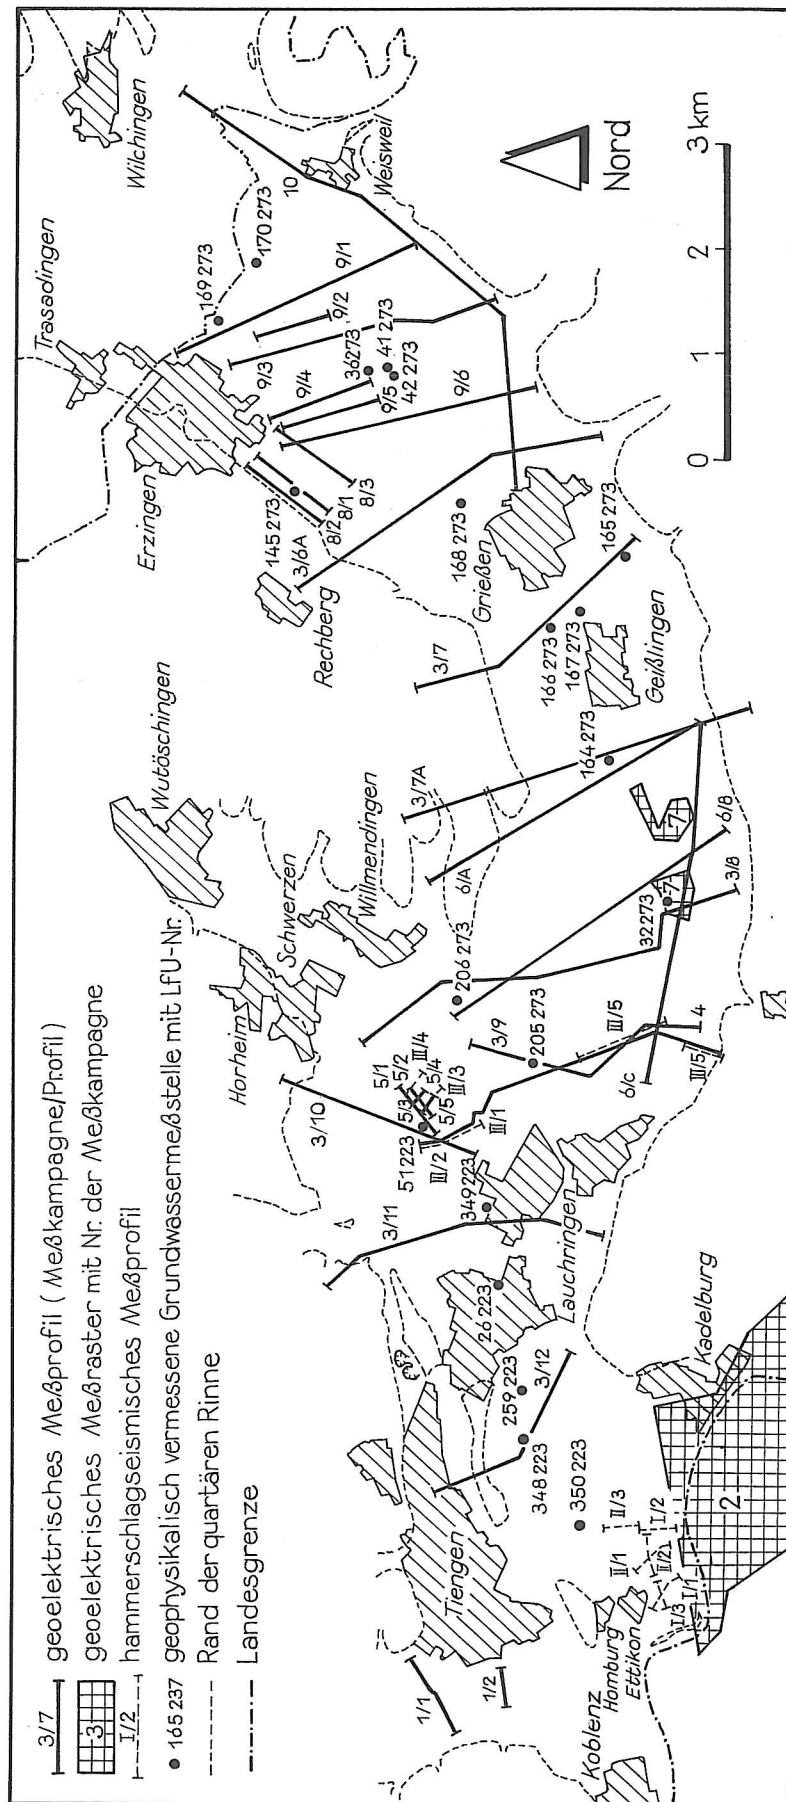 3/7 geoelektrisches Meßprofil (Meßkampagne/Profil)
3 geoelektrisches Meßraster mit Nr. der Meßkampagne
I/2 hammerschlagseismisches Meßprofil
165 237 geophysikalisch vermessene Grundwassermeßstelle mit LfU-Nr.
Rand der quartären Rinne
Landesgrenze
Wilchingen
Trasadingen
Erzingen
Weisweil
10
170 273
169 273
9/1
9/2
9/3
9/4
36 273
41 273
42 273
9/5
9/6
145 273
8/1
8/2
8/3
3/6A
Rechberg
168 273
Grießen
165 273
166 273
167 273
Geißlingen
3/7
Wutöschingen
Willmendingen
Schwerzen
Horheim
3/7A
164 273
6/A
7
7
6/8
3/8
32 273
206 273
205 273
3/9
III/5
4
III/5
6/c
3/10
5/1
5/2
III/4
5/3
5/4
III/3
5/5
51 223
III/2
III/1
349 223
3/11
Lauchringen
26 223
259 223
3/12
348 223
350 223
Kadelburg
Tiengen
II/3
I/2
II/1
II/2
I/1
I/3
2
Homburg
Ettikon
Koblenz
1/1
1/2
Nord
0 1 2 3 km